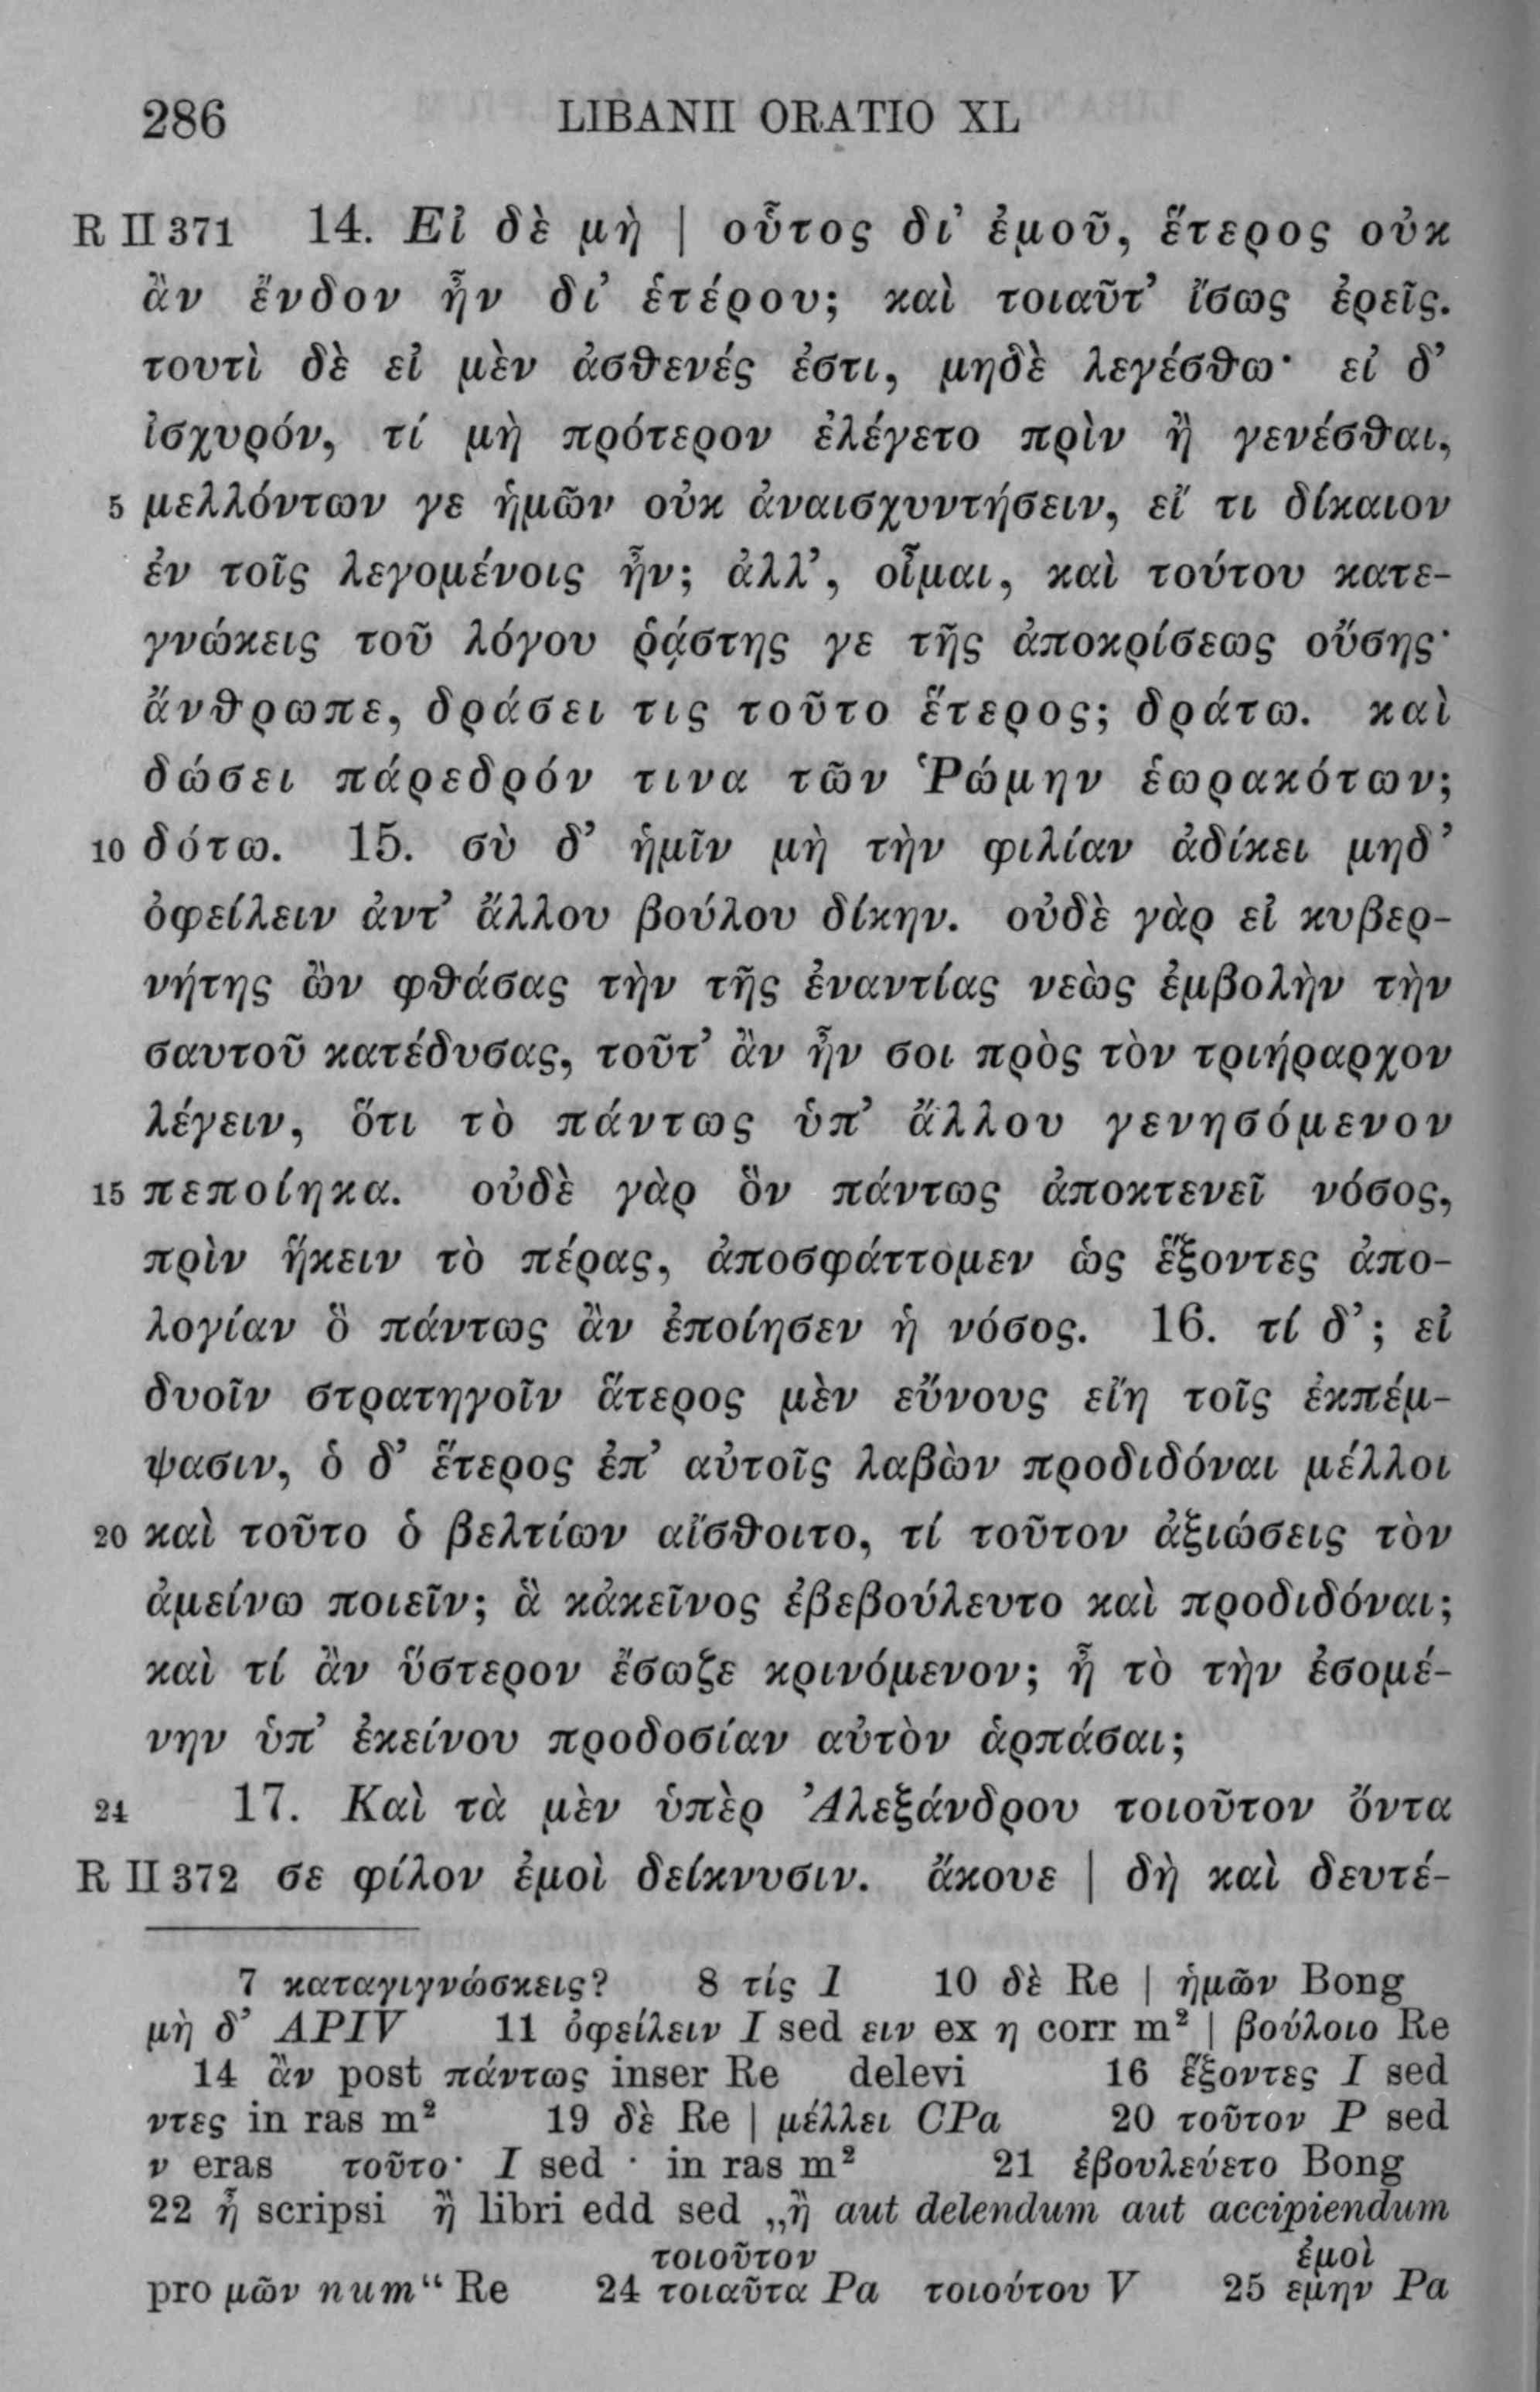 286 LIBANII ORATIO XL
R II 371 14. Εἰ δὲ μὴ | οὗτος δι’ ἐμοῦ, ἕτερος οὐκ
ἂν ἔνδον ἦν δι’ ἑτέρου; καὶ τοιαῦτ’ ἴσως ἐρεῖς.
τουτὶ δὲ εἰ μὲν ἀσθενές ἐστι, μηδὲ λεγέσθω· εἰ δ’
ἰσχυρόν, τί μὴ πρότερον ἐλέγετο πρὶν ἢ γενέσθαι,
5 μελλόντων γε ἡμῶν οὐκ ἀναισχυντήσειν, εἴ τι δίκαιον
ἐν τοῖς λεγομένοις ἦν; ἀλλ’, οἶμαι, καὶ τούτου κατε-
γνώκεις τοῦ λόγου ῥᾴστης γε τῆς ἀποκρίσεως οὔσης·
ἄνθρωπε, δράσει τις τοῦτο ἕτερος; δράτω. καὶ
δώσει πάρεδρόν τινα τῶν Ῥώμην ἑωρακότων;
10 δότω. 15. σὺ δ’ ἡμῖν μὴ τὴν φιλίαν ἀδίκει μηδ’
ὀφείλειν ἀντ’ ἄλλου βούλου δίκην. οὐδὲ γὰρ εἰ κυβερ-
νήτης ὢν φθάσας τὴν τῆς ἐναντίας νεὼς ἐμβολὴν τὴν
σαυτοῦ κατέδυσας, τοῦτ’ ἂν ἦν σοι πρὸς τὸν τριήραρχον
λέγειν, ὅτι τὸ πάντως ὑπ’ ἄλλου γενησόμενον
15 πεποίηκα. οὐδὲ γὰρ ὃν πάντως ἀποκτενεῖ νόσος,
πρὶν ἥκειν τὸ πέρας, ἀποσφάττομεν ὡς ἕξοντες ἀπο-
λογίαν ὃ πάντως ἂν ἐποίησεν ἡ νόσος. 16. τί δ’; εἰ
δυοῖν στρατηγοῖν ἅτερος μὲν εὔνους εἴη τοῖς ἐκπέμ-
ψασιν, ὁ δ’ ἕτερος ἐπ’ αὐτοῖς λαβὼν προδιδόναι μέλλοι
20 καὶ τοῦτο ὁ βελτίων αἴσθοιτο, τί τοῦτον ἀξιώσεις τὸν
ἀμείνω ποιεῖν; ἃ κἀκεῖνος ἐβεβούλευτο καὶ προδιδόναι;
καὶ τί ἂν ὕστερον ἔσωζε κρινόμενον; ἦ τὸ τὴν ἐσομέ-
νην ὑπ’ ἐκείνου προδοσίαν αὐτὸν ἁρπάσαι;
24 17. Καὶ τὰ μὲν ὑπὲρ Ἀλεξάνδρου τοιοῦτον ὄντα
R II 372 σε φίλον ἐμοὶ δείκνυσιν. ἄκουε | δὴ καὶ δευτέ-
7 καταγιγνώσκεις? 8 τίς I 10 δὲ Re | ἡμῶν Bong
μὴ δ’ APIV 11 ὀφείλειν I sed ειν ex η corr m² | βούλοιο Re
14 ἂν post πάντως inser Re delevi 16 ἕξοντες I sed
ντες in ras m² 19 δὲ Re | μέλλει CPa 20 τοῦτον P sed
ν eras τοῦτο· I sed · in ras m² 21 ἐβουλεύετο Bong
22 ἦ scripsi ἢ libri edd sed „ἢ aut delendum aut accipiendum
τοιοῦτον ἐμοὶ
pro μῶν num“ Re 24 τοιαῦτα Pa τοιούτου V 25 εμην Pa